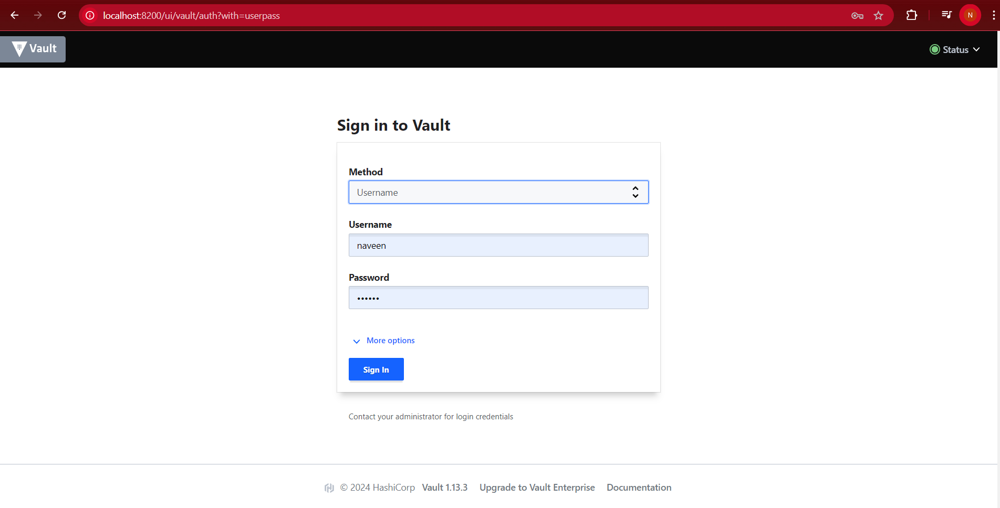 localhost:8200/ui/vault/auth?with=userpass
N
Vault
Status
Sign in to Vault
Method
Username
Username
naveen
Password
••••••
More options
Sign In
Contact your administrator for login credentials
© 2024 HashiCorp Vault 1.13.3 Upgrade to Vault Enterprise Documentation